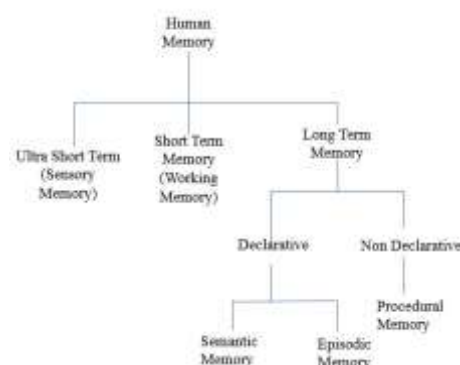 Human
Memory
Ultra Short Term
(Sensory
Memory)
Short Term
Memory
(Working
Memory)
Long Term
Memory
Declarative
Non Declarative
Procedural
Memory
Semantic
Memory
Episodic
Memory